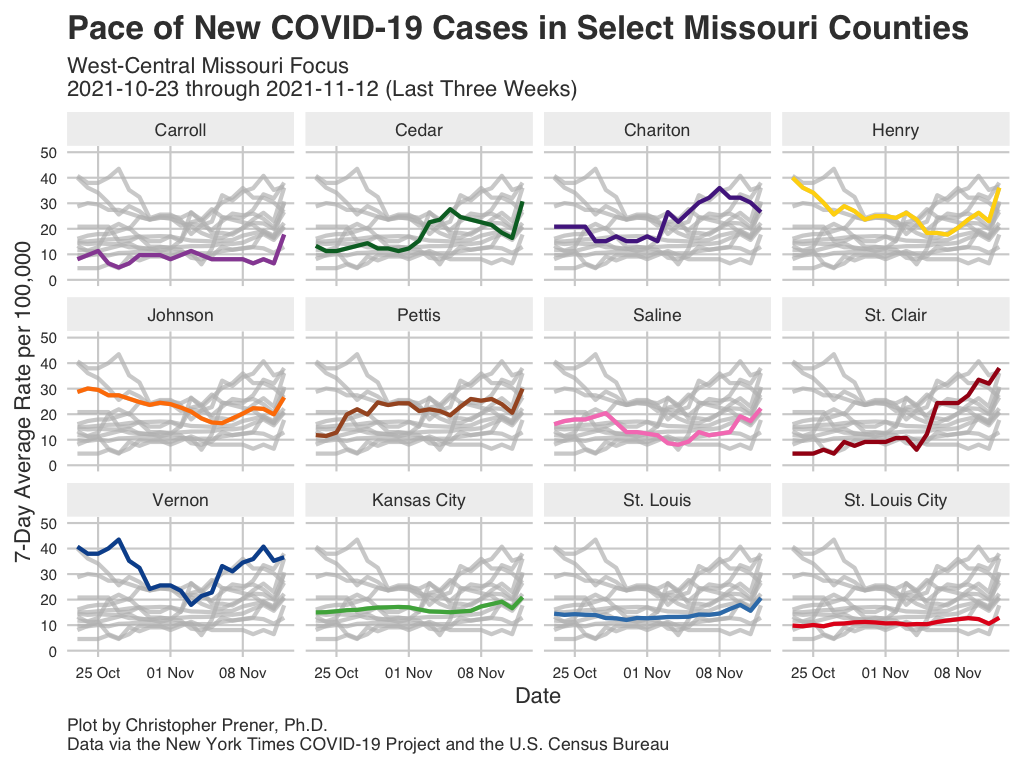 Pace of New COVID-19 Cases in Select Missouri Counties
West-Central Missouri Focus
2021-10-23 through 2021-11-12 (Last Three Weeks)
Carroll Cedar Chariton Henry
50
40
30
20
10
0
Johnson Pettis Saline St. Clair
50
40
30
20
10
0
Vernon Kansas City St. Louis St. Louis City
50
40
30
20
10
0
7-Day Average Rate per 100,000
25 Oct 01 Nov 08 Nov 25 Oct 01 Nov 08 Nov 25 Oct 01 Nov 08 Nov 25 Oct 01 Nov 08 Nov
Date
Plot by Christopher Prener, Ph.D.
Data via the New York Times COVID-19 Project and the U.S. Census Bureau